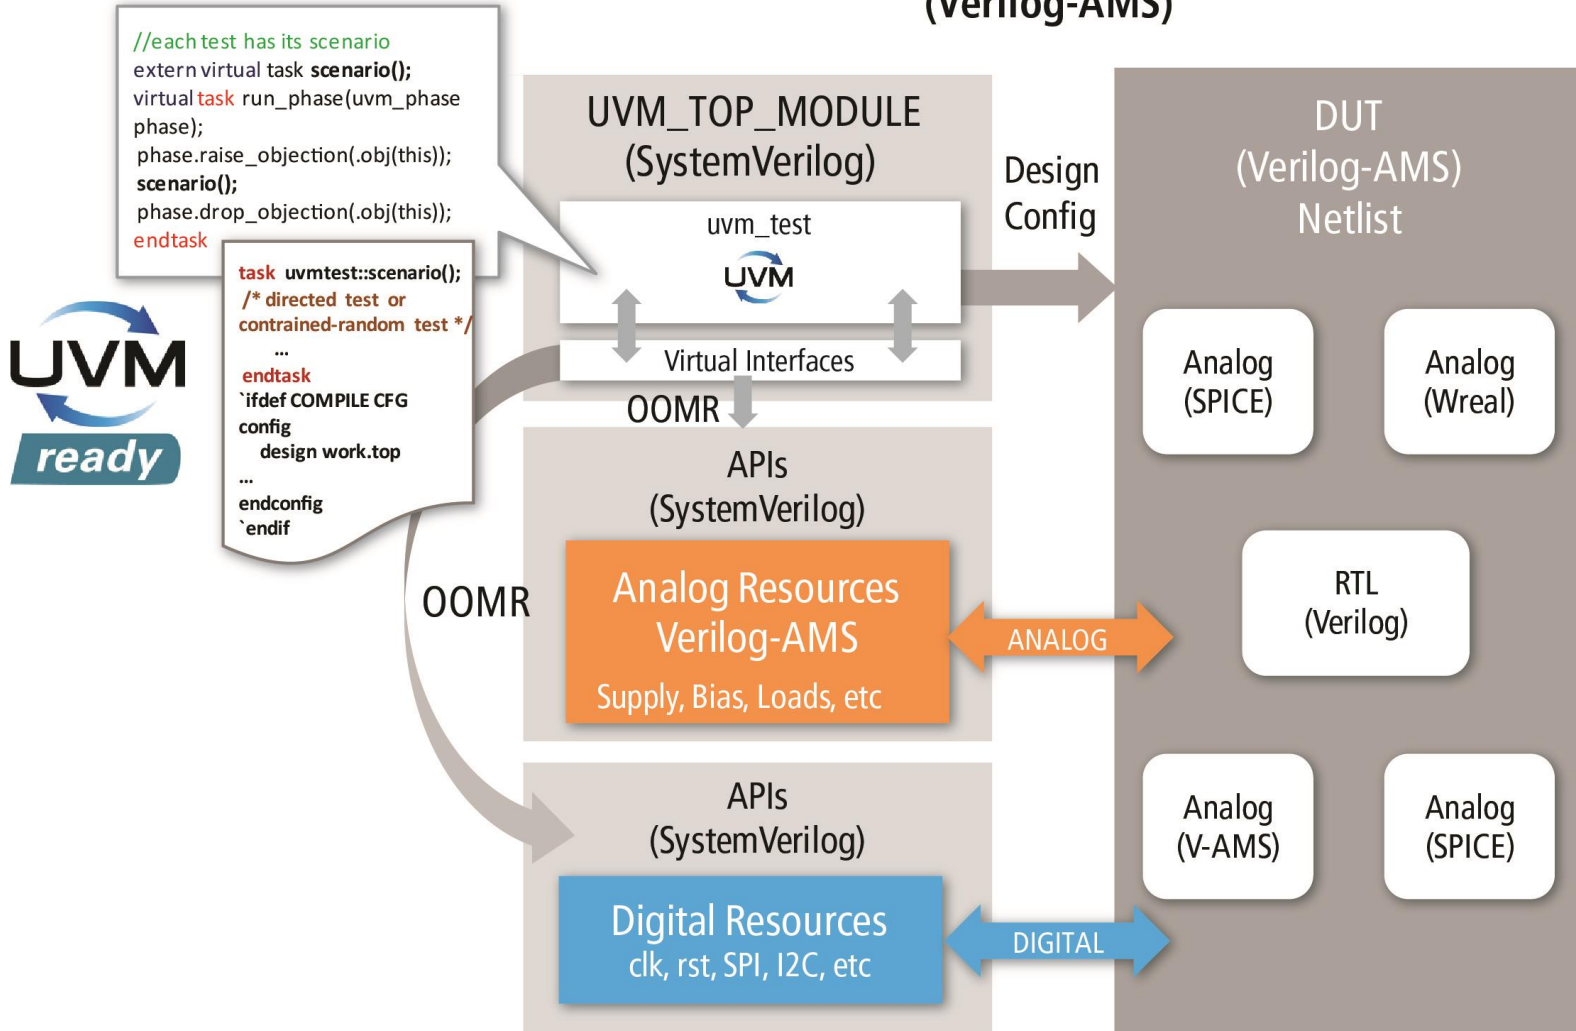 (Verilog-AMS)
//each test has its scenario
extern virtual task scenario();
virtual task run_phase(uvm_phase
phase);
phase.raise_objection(.obj(this));
scenario();
phase.drop_objection(.obj(this));
endtask
task uvmtest::scenario();
/* directed test or
contrained-random test */
...
endtask
`ifdef COMPILE CFG
config
design work.top
...
endconfig
`endif
UVM
ready
UVM_TOP_MODULE
(SystemVerilog)
uvm_test
UVM
Virtual Interfaces
OOMR
OOMR
APIs
(SystemVerilog)
Analog Resources
Verilog-AMS
Supply, Bias, Loads, etc
APIs
(SystemVerilog)
Digital Resources
clk, rst, SPI, I2C, etc
Design
Config
ANALOG
DIGITAL
DUT
(Verilog-AMS)
Netlist
Analog
(SPICE)
Analog
(Wreal)
RTL
(Verilog)
Analog
(V-AMS)
Analog
(SPICE)